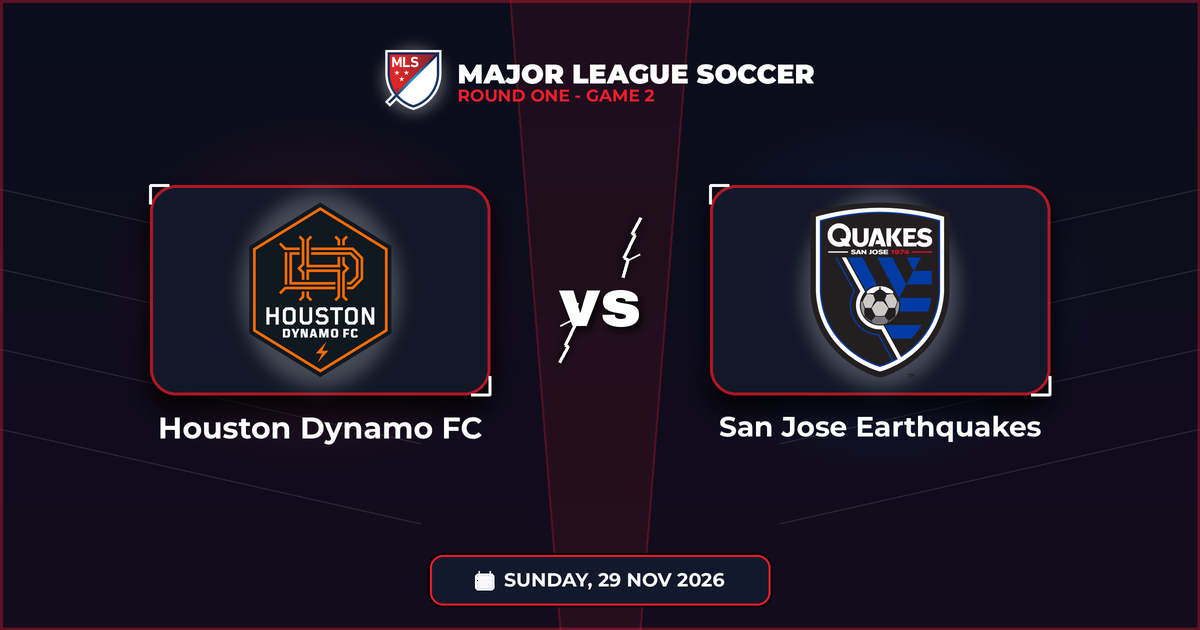 MLS
MAJOR LEAGUE SOCCER
ROUND ONE - GAME 2
HOUSTON
DYNAMO FC
VS
QUAKES
SAN JOSE 1974
Houston Dynamo FC
San Jose Earthquakes
SUNDAY, 29 NOV 2026